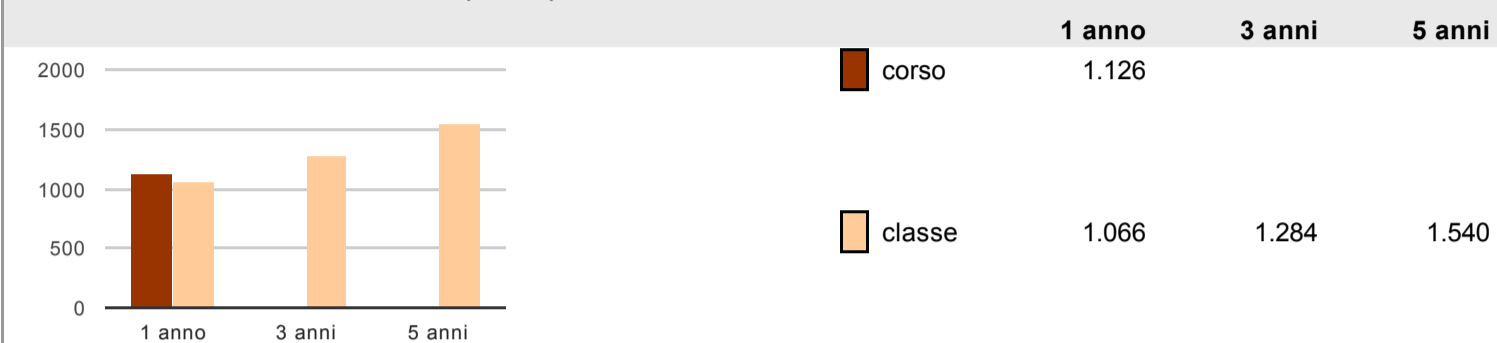 1 anno 3 anni 5 anni
2000
corso 1.126
1500
1000
classe 1.066 1.284 1.540
500
0
1 anno 3 anni 5 anni